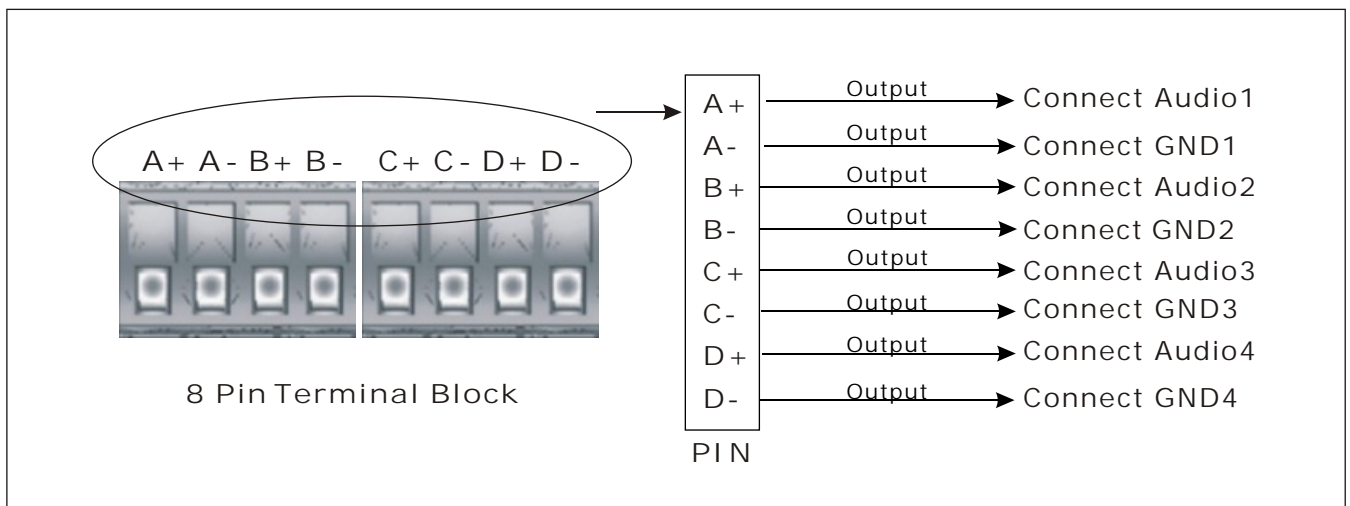 A+ A- B+ B- C+ C- D+ D-
8 Pin Terminal Block
A+ Output Connect Audio1
A- Output Connect GND1
B+ Output Connect Audio2
B- Output Connect GND2
C+ Output Connect Audio3
C- Output Connect GND3
D+ Output Connect Audio4
D- Output Connect GND4
PIN